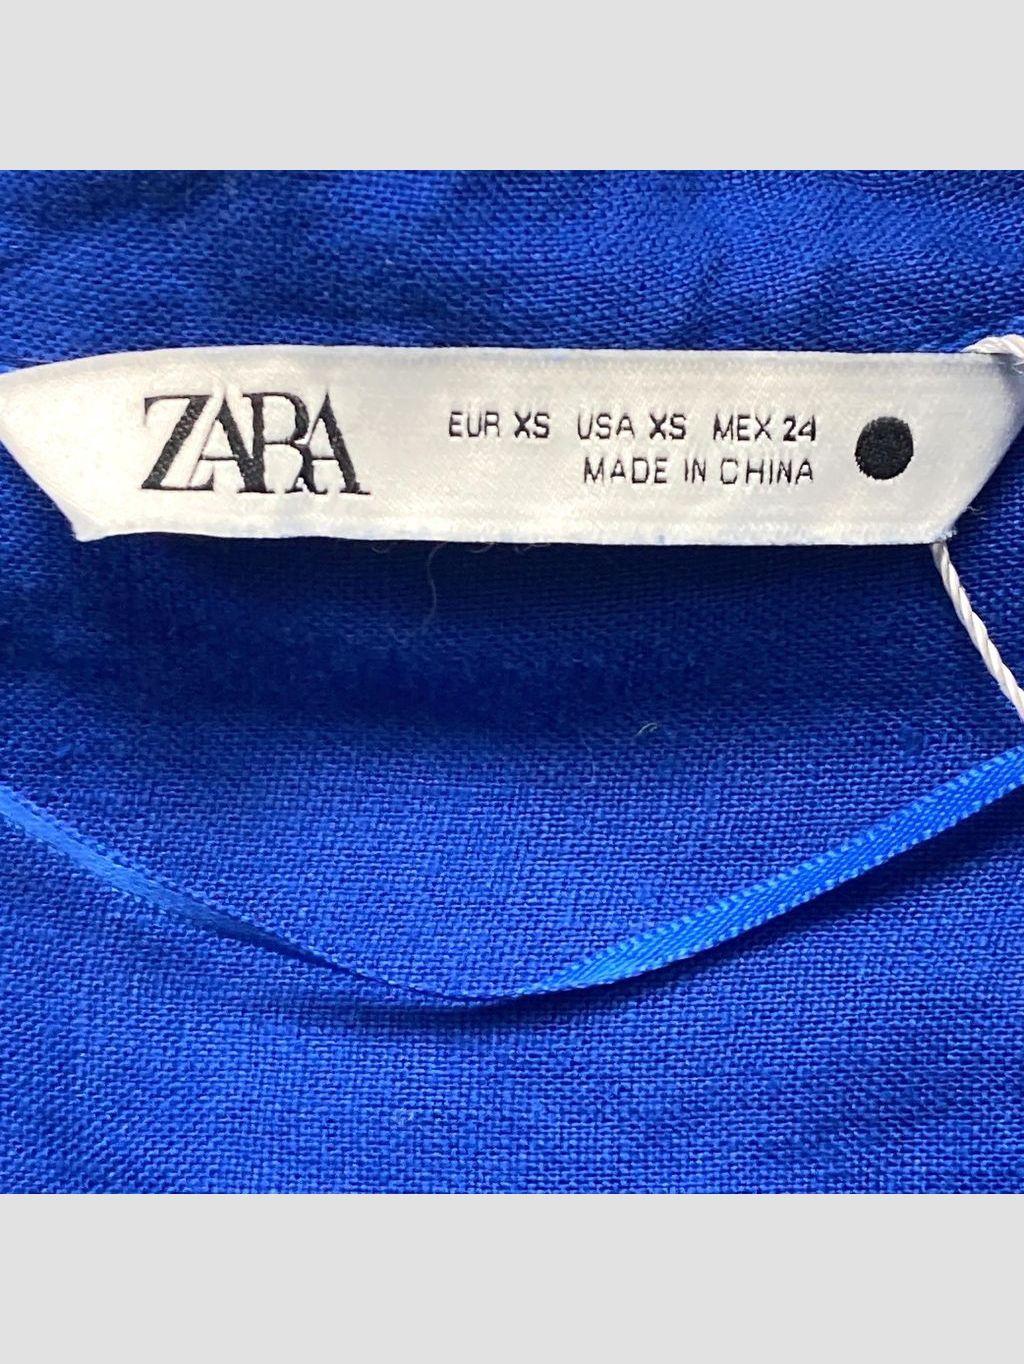 ZARA
EUR XS USA XS MEX 24
MADE IN CHINA